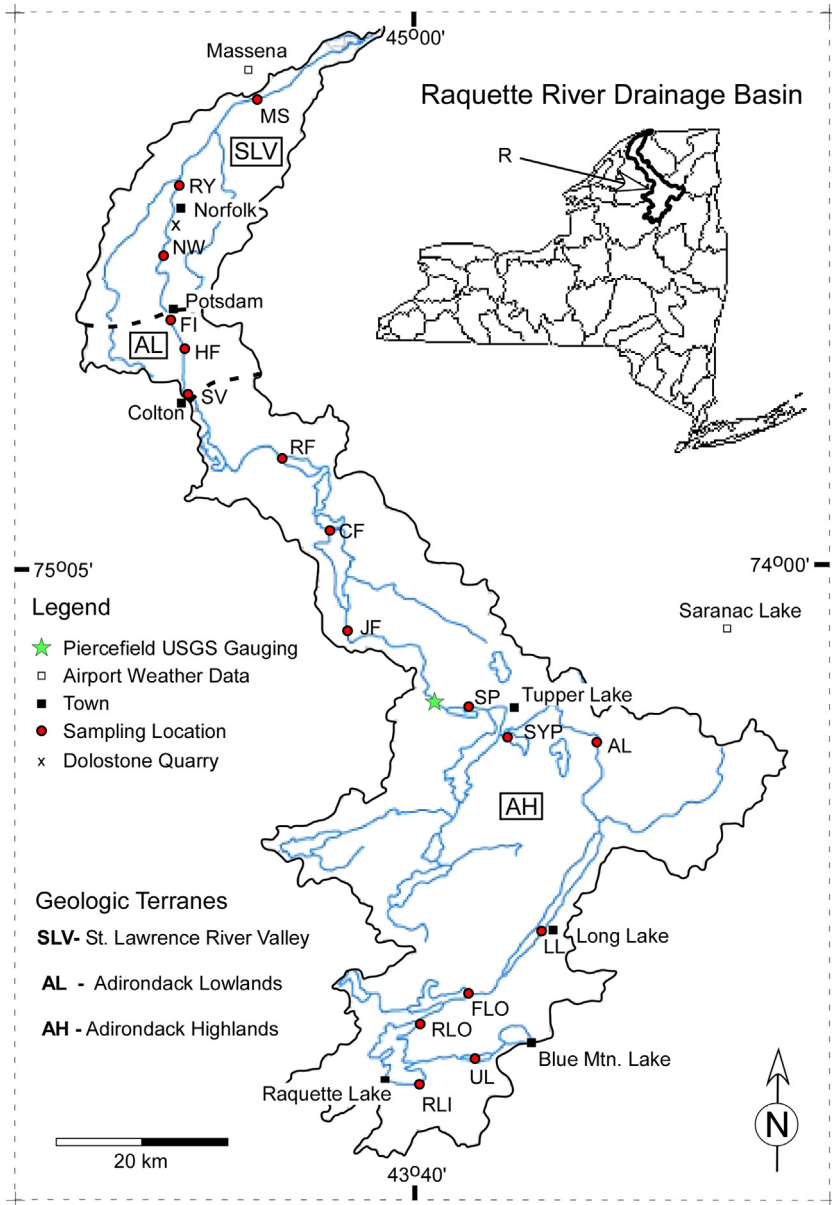 45°00'
Massena
Raquette River Drainage Basin
MS
SLV
R
RY
Norfolk
x
NW
Potsdam
FI
AL
HF
SV
Colton
RF
CF
75°05'
74°00'
Legend
Saranac Lake
JF
Piercefield USGS Gauging
Airport Weather Data
SP
Tupper Lake
Town
Sampling Location
SYP
AL
x Dolostone Quarry
AH
Geologic Terranes
SLV- St. Lawrence River Valley
Long Lake
LL
AL - Adirondack Lowlands
FLO
AH - Adirondack Highlands
RLO
Blue Mtn. Lake
UL
Raquette Lake
RLI
N
20 km
43°40'